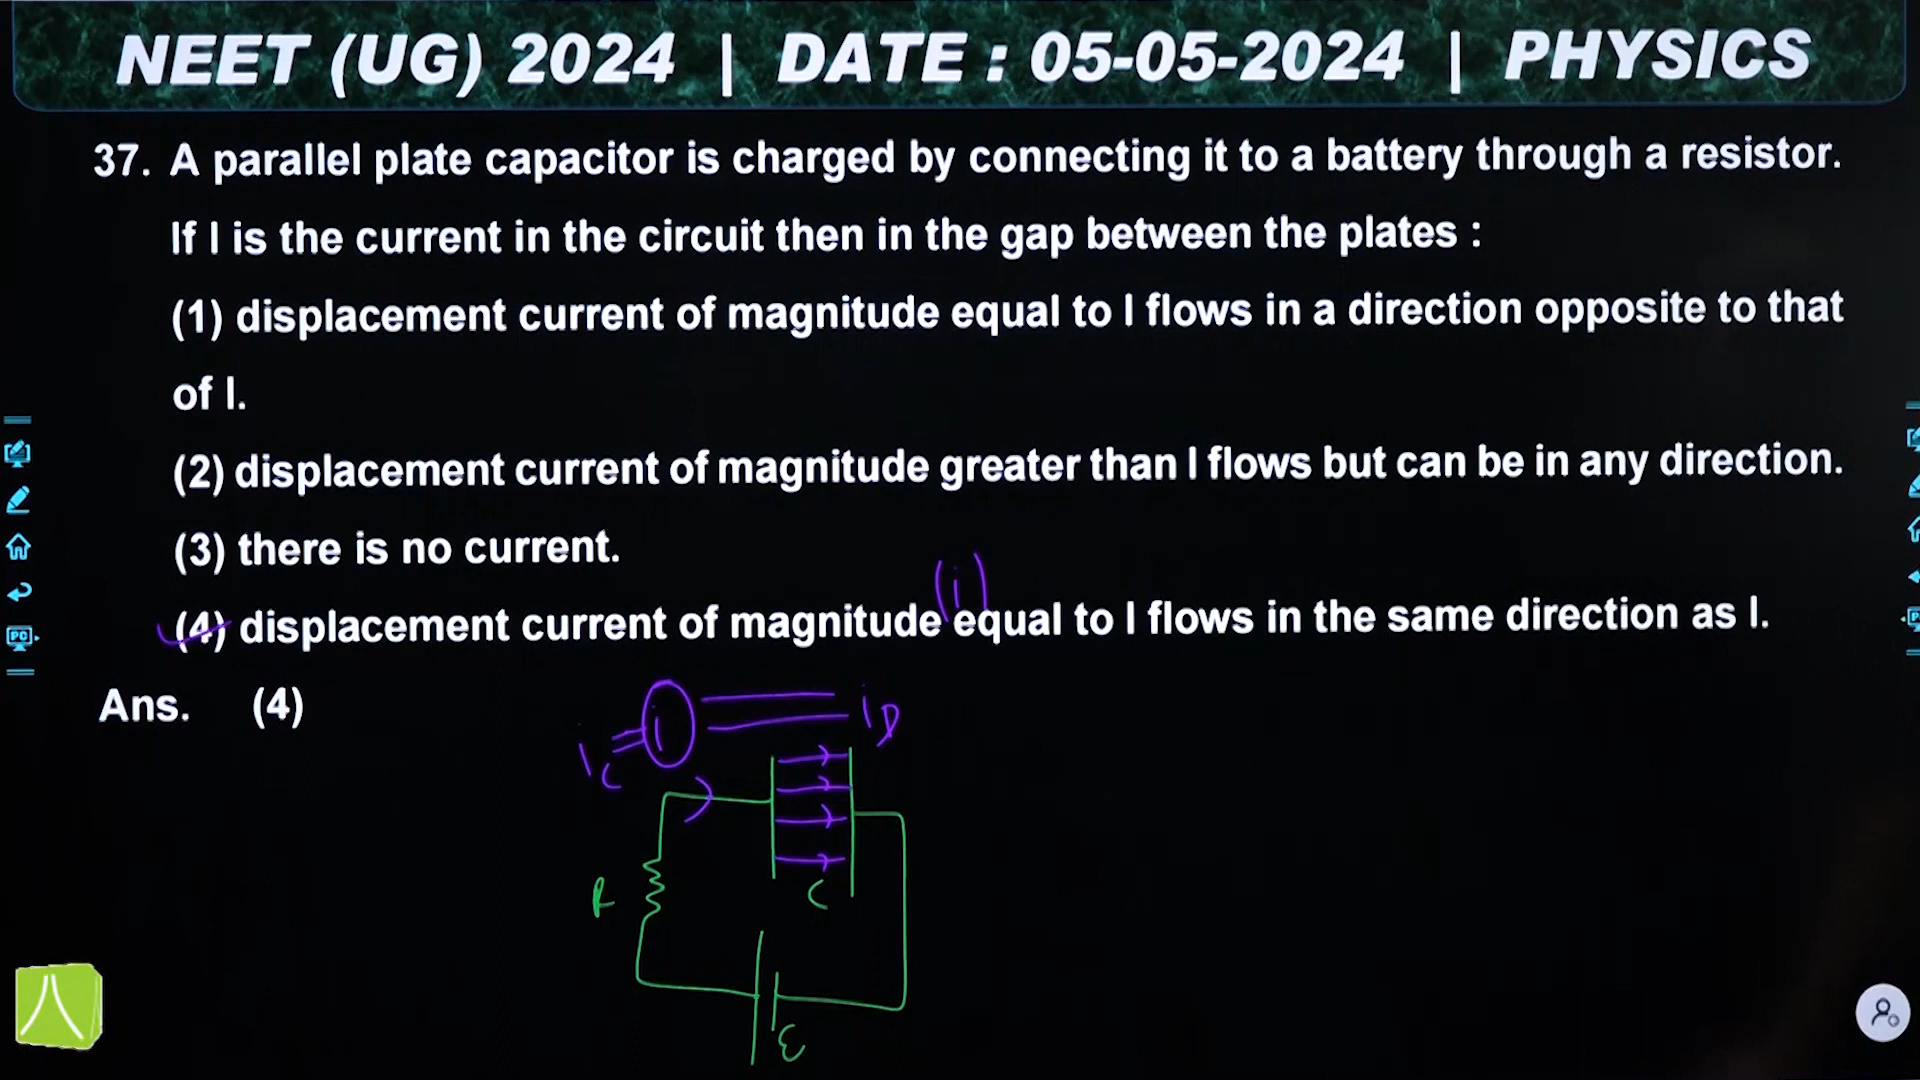 NEET (UG) 2024 | DATE : 05-05-2024 | PHYSICS
37. A parallel plate capacitor is charged by connecting it to a battery through a resistor.
If I is the current in the circuit then in the gap between the plates :
(1) displacement current of magnitude equal to I flows in a direction opposite to that
of I.
(2) displacement current of magnitude greater than I flows but can be in any direction.
(3) there is no current.
(i)
(4) displacement current of magnitude equal to I flows in the same direction as I.
Ans. (4)
i_C = i
i_D
R
C
ε
PC